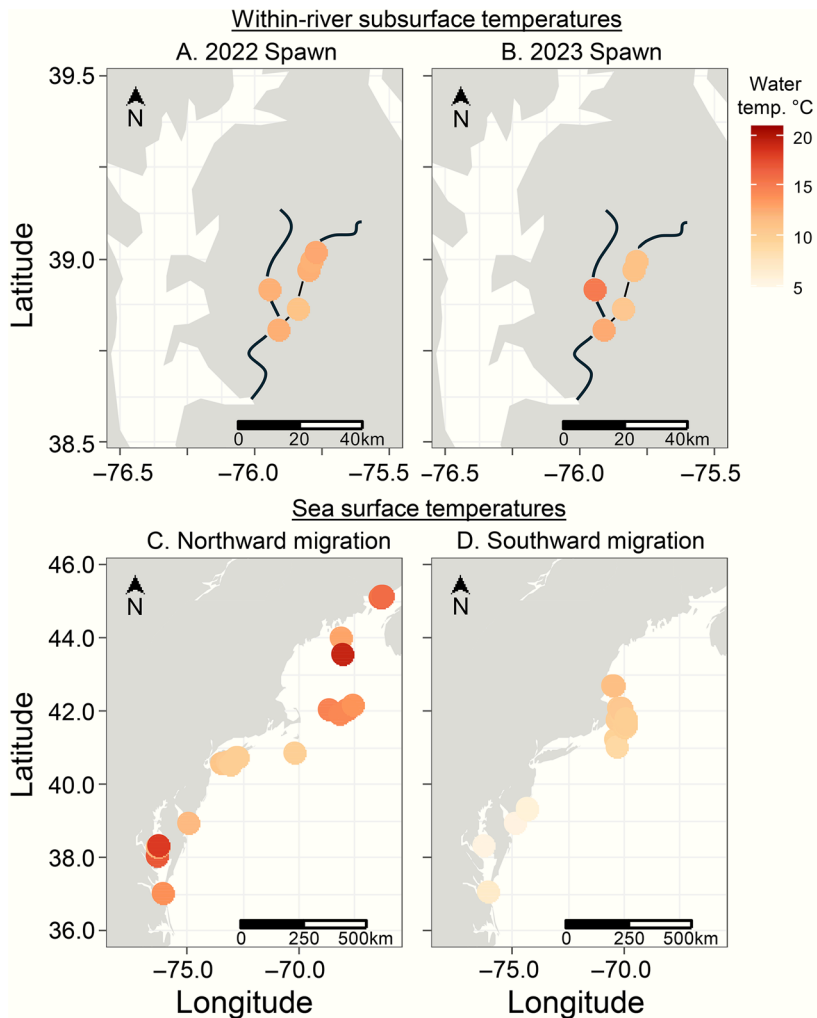 Within-river subsurface temperatures
A. 2022 Spawn
B. 2023 Spawn
Water
temp. °C
20
15
10
5
Latitude
39.5
39.0
38.5
N
0 20 40km
−76.5 −76.0 −75.5
N
0 20 40km
−76.5 −76.0 −75.5
Sea surface temperatures
C. Northward migration
D. Southward migration
Latitude
46.0
44.0
42.0
40.0
38.0
36.0
N
0 250 500km
−75.0 −70.0
Longitude
N
0 250 500km
−75.0 −70.0
Longitude